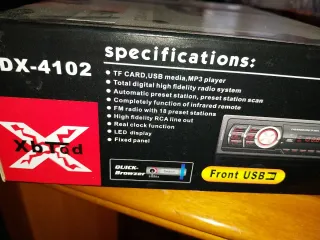 specifications:
DX-4102
TF CARD,USB media,MP3 player
Total digital high fidelity radio system
Automatic preset station, preset station scan
Completely function of infrared remote
FM radio with 18 preset stations
High fidelity RCA line out
Real clock function
LED display
Fixed panel
XbTod
QUICK-
Browser
Front USB